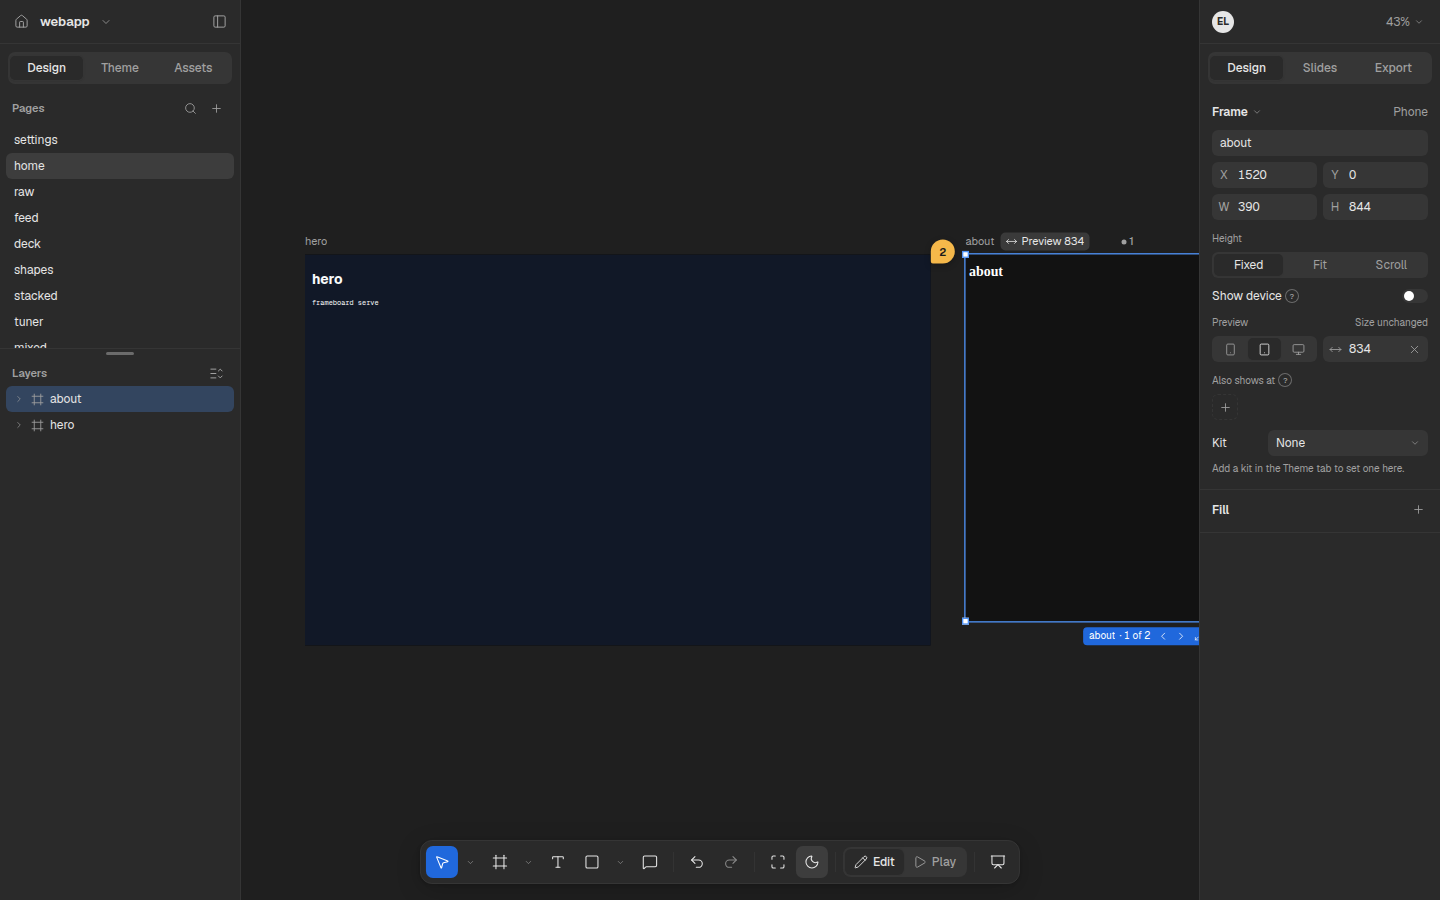 webapp
Design Theme Assets
Pages
settings
home
raw
feed
deck
shapes
stacked
tuner
mixed
Layers
about
hero
hero
hero
frameboard serve
2
about Preview 834 1
about
about · 1 of 2
Edit Play
EL 43%
Design Slides Export
Frame Phone
about
X 1520 Y 0
W 390 H 844
Height
Fixed Fit Scroll
Show device ?
Preview Size unchanged
834
Also shows at ?
Kit None
Add a kit in the Theme tab to set one here.
Fill